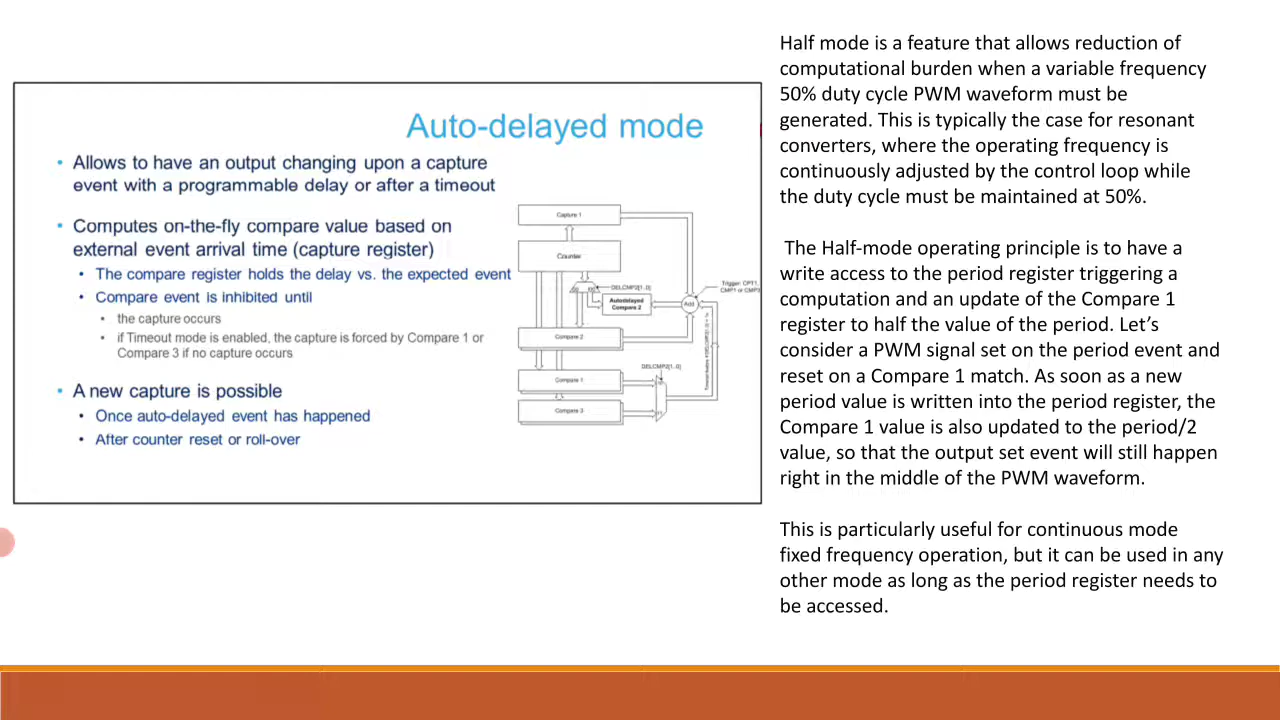 Auto-delayed mode
• Allows to have an output changing upon a capture
event with a programmable delay or after a timeout
• Computes on-the-fly compare value based on
external event arrival time (capture register)
• The compare register holds the delay vs. the expected event
• Compare event is inhibited until
• the capture occurs
• if Timeout mode is enabled, the capture is forced by Compare 1 or
Compare 3 if no capture occurs
• A new capture is possible
• Once auto-delayed event has happened
• After counter reset or roll-over
Capture 1
Counter
DELCMP2[1..0]
Autodelayed
Compare 2
Trigger: CPT1,
CMP1 or CMP3
Add
Compare 2
DELCMP2[1..0]
Compare 1
Compare 3
Half mode is a feature that allows reduction of
computational burden when a variable frequency
50% duty cycle PWM waveform must be
generated. This is typically the case for resonant
converters, where the operating frequency is
continuously adjusted by the control loop while
the duty cycle must be maintained at 50%.
The Half-mode operating principle is to have a
write access to the period register triggering a
computation and an update of the Compare 1
register to half the value of the period. Let’s
consider a PWM signal set on the period event and
reset on a Compare 1 match. As soon as a new
period value is written into the period register, the
Compare 1 value is also updated to the period/2
value, so that the output set event will still happen
right in the middle of the PWM waveform.
This is particularly useful for continuous mode
fixed frequency operation, but it can be used in any
other mode as long as the period register needs to
be accessed.